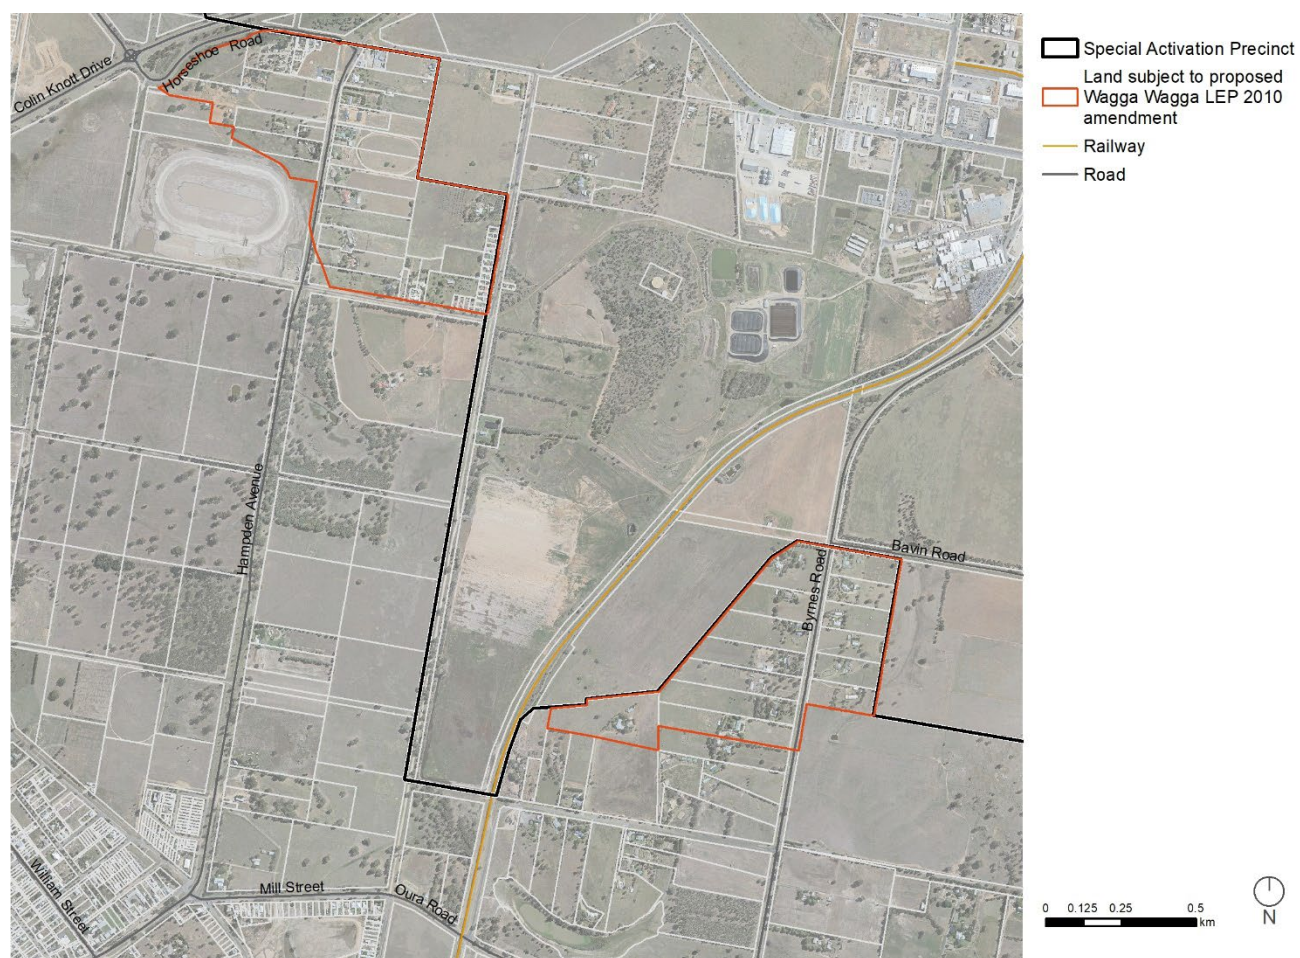 Colin Knott Drive
Horseshoe Road
Hampden Avenue
Bavin Road
Byrnes Road
William Street
Mill Street
Oura Road
Special Activation Precinct
Land subject to proposed
Wagga Wagga LEP 2010
amendment
Railway
Road
0 0.125 0.25 0.5
km
N